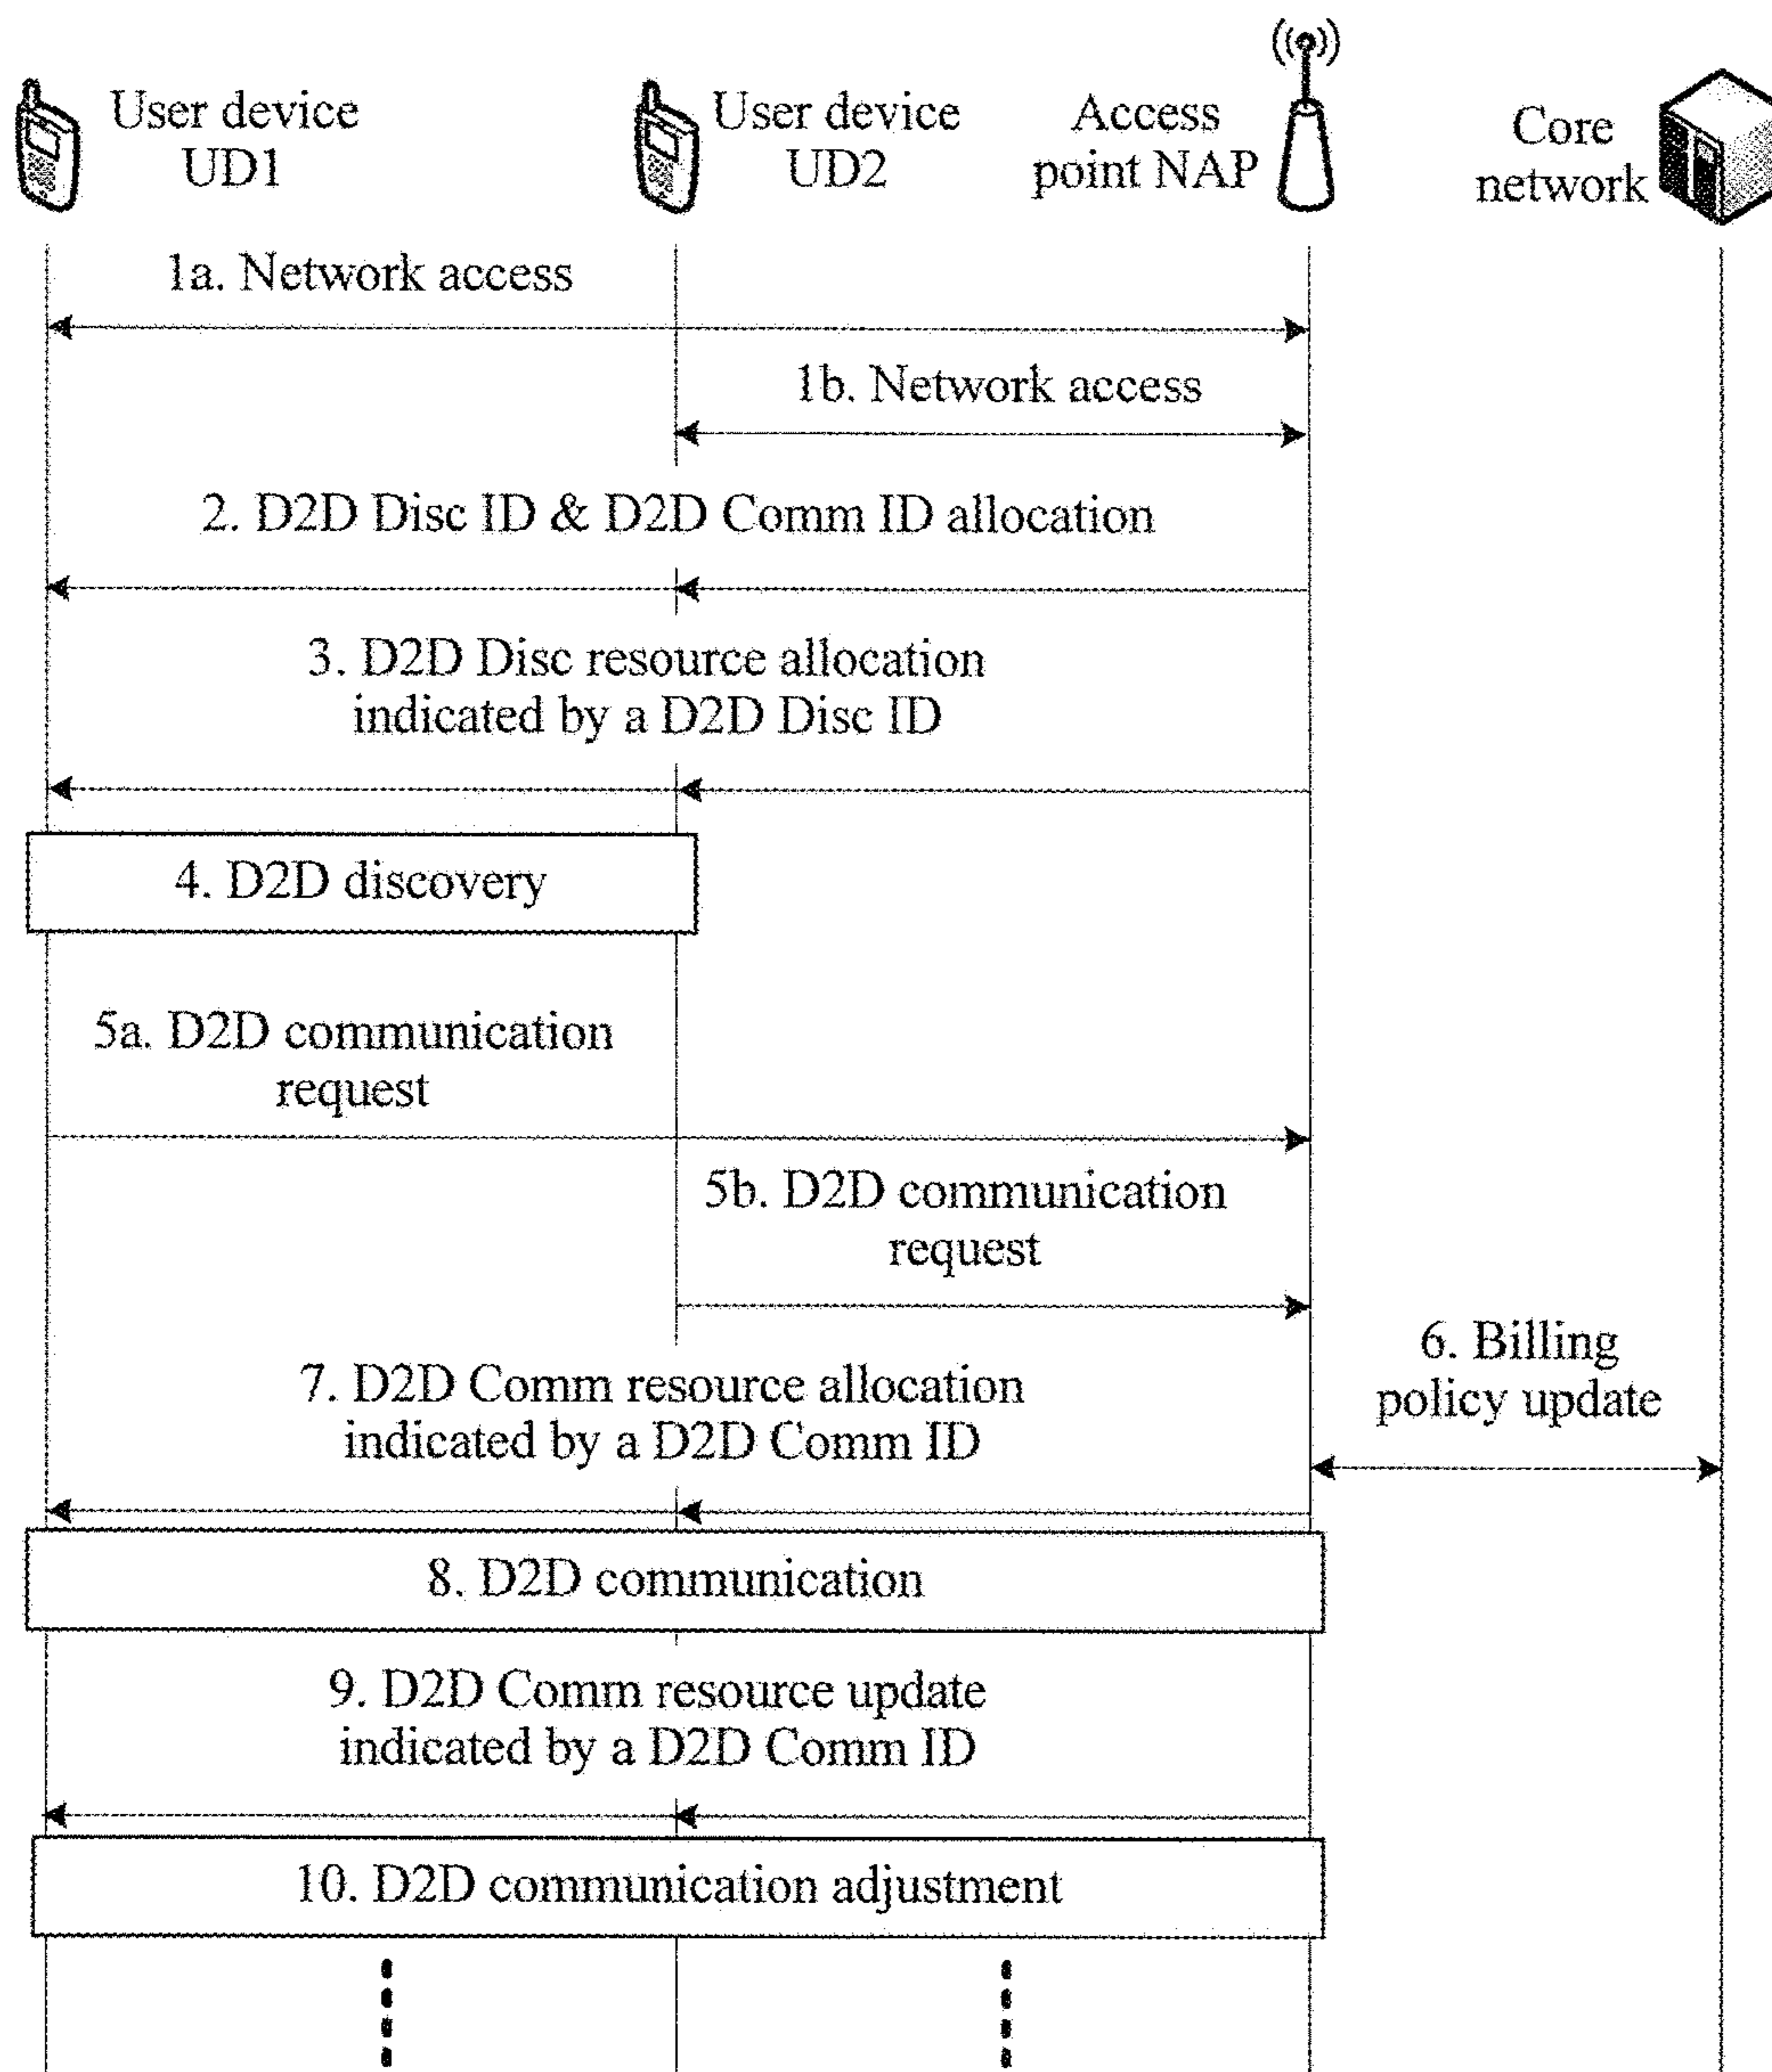 User device
UD1
User device
UD2
Access
point NAP
Core
network
1a. Network access
1b. Network access
2. D2D Disc ID & D2D Comm ID allocation
3. D2D Disc resource allocation
indicated by a D2D Disc ID
4. D2D discovery
5a. D2D communication
request
5b. D2D communication
request
6. Billing
policy update
7. D2D Comm resource allocation
indicated by a D2D Comm ID
8. D2D communication
9. D2D Comm resource update
indicated by a D2D Comm ID
10. D2D communication adjustment